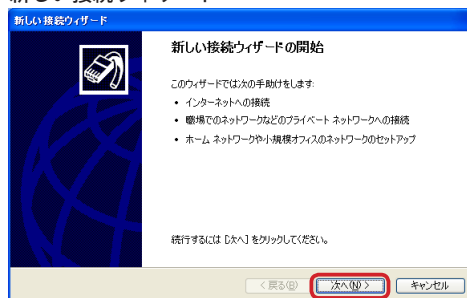 新しい接続ウィザード
新しい接続ウィザードの開始
このウィザードでは次の手助けをします:
• インターネットへの接続
• 職場でのネットワークなどのプライベート ネットワークへの接続
• ホーム ネットワークや小規模オフィスのネットワークのセットアップ
続行するには [次へ] をクリックしてください。
< 戻る(B) 次へ(N) > キャンセル